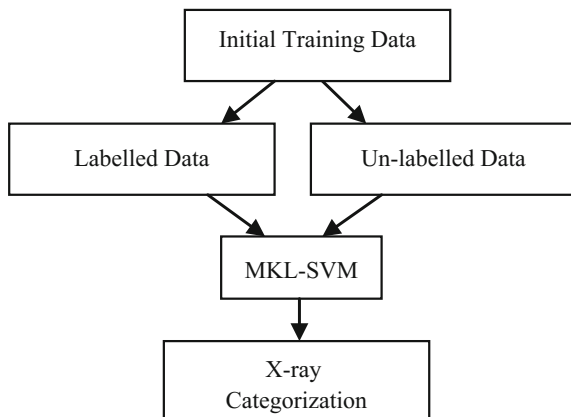 Initial Training Data
Labelled Data
Un-labelled Data
MKL-SVM
X-ray
Categorization